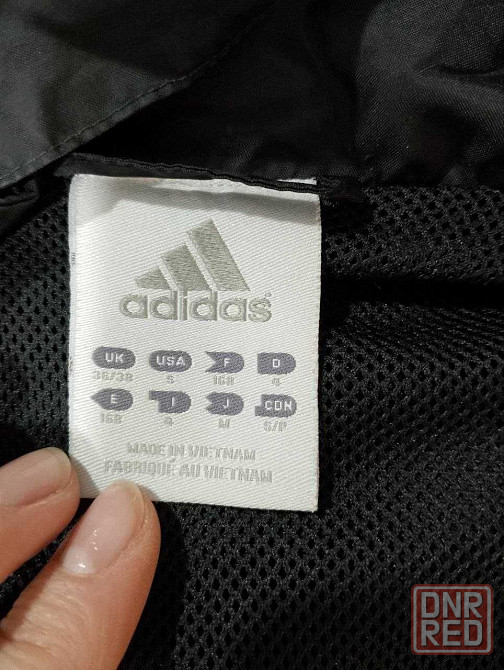 adidas
UK USA F D
36/38 S 168 4
E I J CDN
168 4 M S/P
MADE IN VIETNAM
FABRIQUÉ AU VIETNAM
DNR
RED